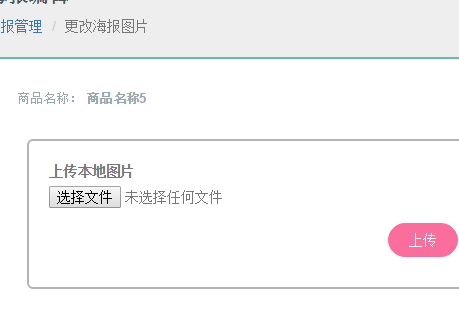 报管理 / 更改海报图片
商品名称： 商品名称5
上传本地图片
选择文件 未选择任何文件
上传